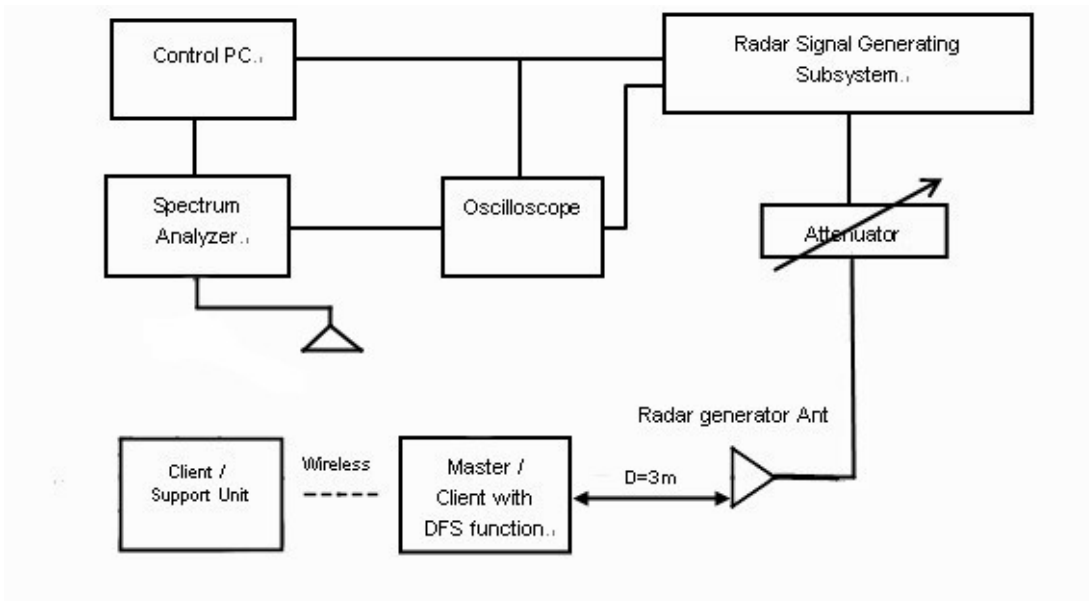 Control PC
Radar Signal Generating
Subsystem
Spectrum
Analyzer
Oscilloscope
Attenuator
Radar generator Ant
Client /
Support Unit
Wireless
Master /
Client with
DFS function
D=3m